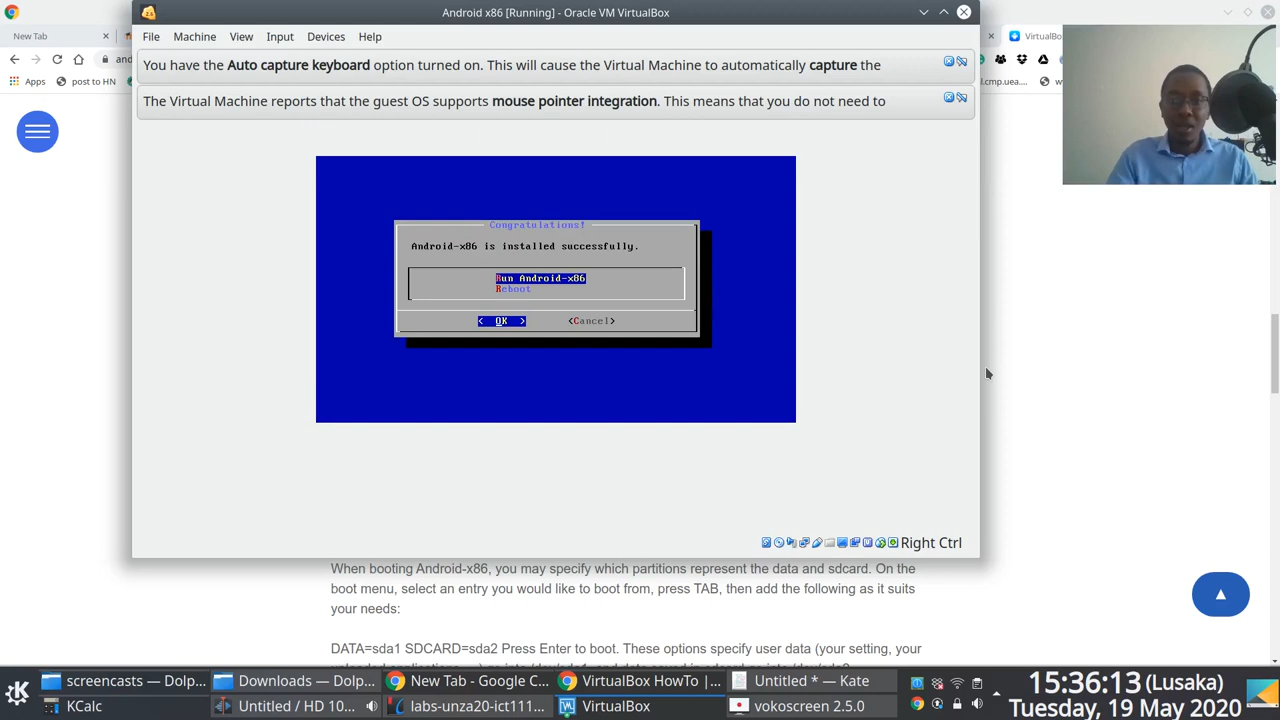 Android x86 [Running] - Oracle VM VirtualBox
New Tab
VirtualBo
File Machine View Input Devices Help
Apps post to HN
You have the Auto capture keyboard option turned on. This will cause the Virtual Machine to automatically capture the
The Virtual Machine reports that the guest OS supports mouse pointer integration. This means that you do not need to
l.cmp.uea....
Congratulations!
Android-x86 is installed successfully.
Run Android-x86
Reboot
< OK > <Cancel>
Right Ctrl
When booting Android-x86, you may specify which partitions represent the data and sdcard. On the
boot menu, select an entry you would like to boot from, press TAB, then add the following as it suits
your needs:
DATA=sda1 SDCARD=sda2 Press Enter to boot. These options specify user data (your setting, your
screencasts — Dolp...
Downloads — Dolp...
New Tab - Google C...
VirtualBox HowTo |...
Untitled * — Kate
15:36:13 (Lusaka)
KCalc
Untitled / HD 10...
labs-unza20-ict111...
VirtualBox
vokoscreen 2.5.0
Tuesday, 19 May 2020